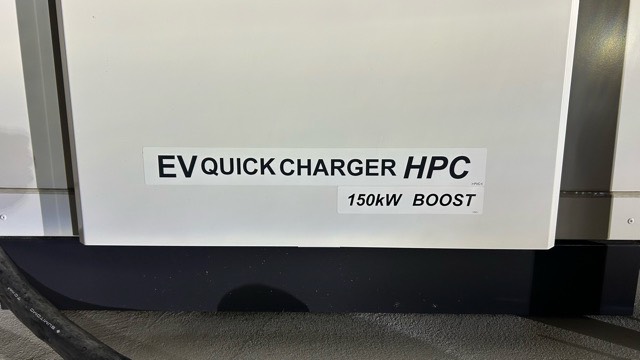 EV QUICK CHARGER HPC
150kW BOOST